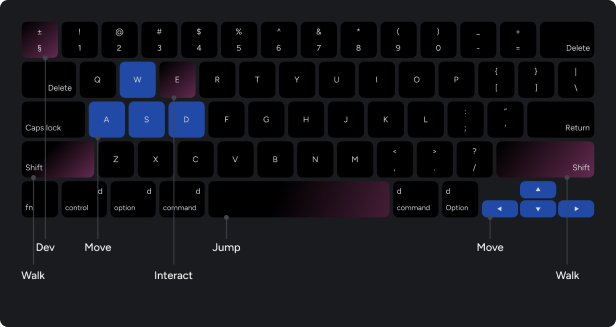 ± ! @ # $ % ^ & * ( ) _ +
§ 1 2 3 4 5 6 7 8 9 0 - = Delete
Q W E R T Y U I O P { } |
Delete [ ] \
A S D F G H J K L : "
Caps lock ; ' Return
Z X C V B N M < > ?
Shift , . / Shift
d d d d d
fn control option command command Option
Dev Move Jump Move
Walk Interact Walk